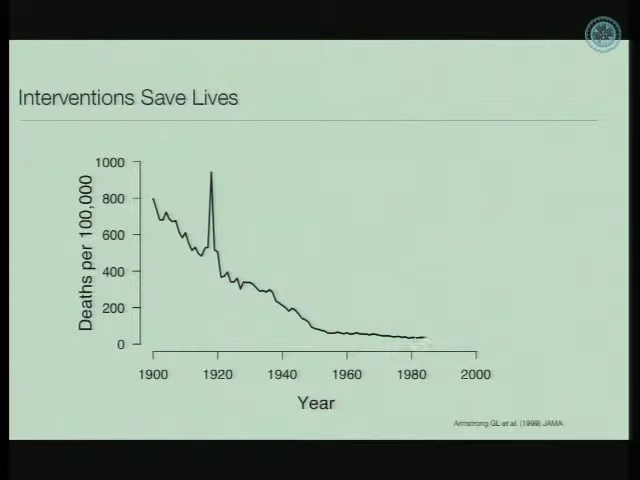 Interventions Save Lives
Deaths per 100,000
1000
800
600
400
200
0
1900 1920 1940 1960 1980 2000
Year
Armstrong GL et al. (1999) JAMA